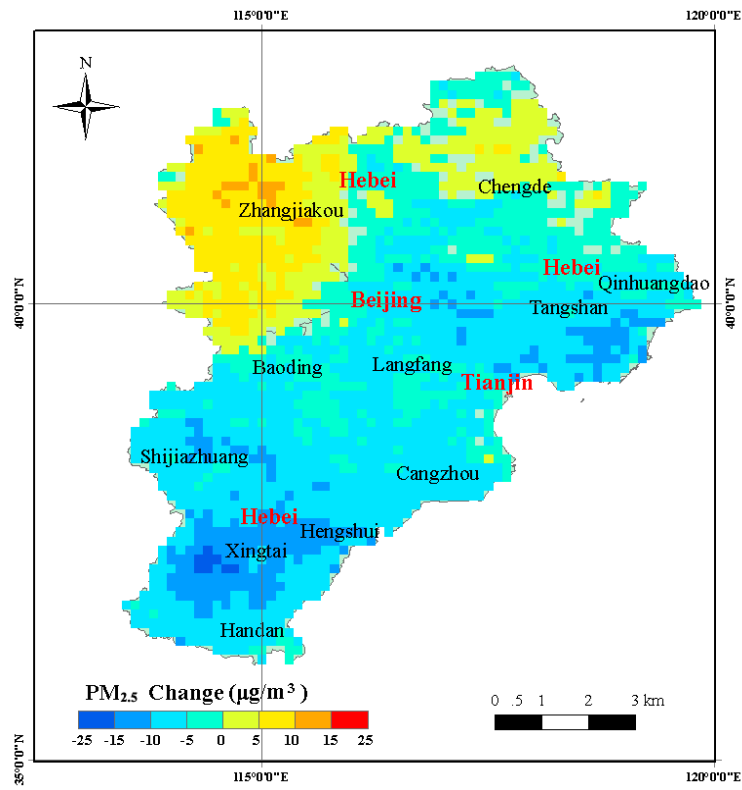 115°0'0"E 120°0'0"E
N
Hebei
Chengde
Zhangjiakou
Hebei
Qinhuangdao
40°0'0"N Beijing Tangshan 40°0'0"N
Baoding Langfang
Tianjin
Shijiazhuang
Cangzhou
Hebei
Hengshui
Xingtai
Handan
PM2.5 Change (μg/m³)
0 .5 1 2 3 km
-25 -15 -10 -5 0 5 10 15 25
35°0'0"N
115°0'0"E 120°0'0"E